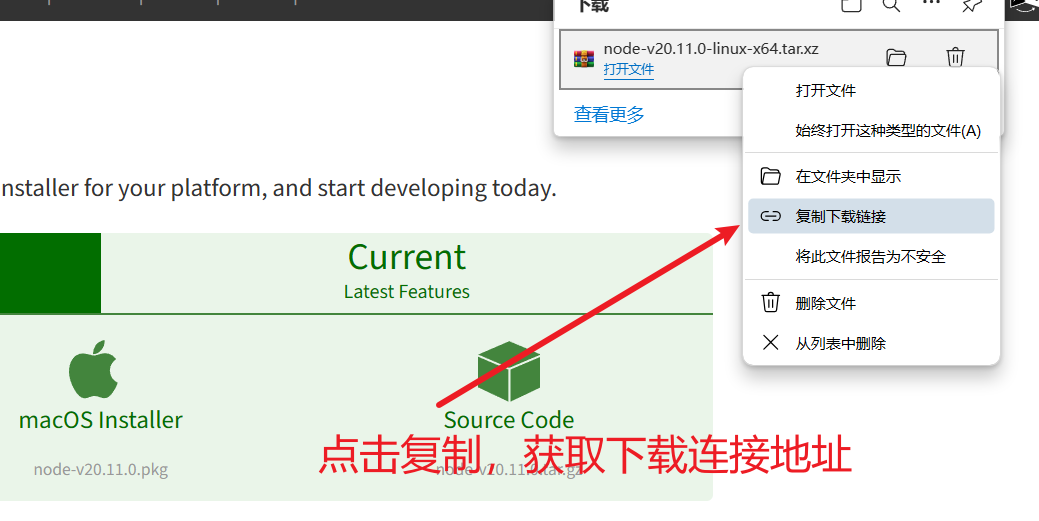 下载
node-v20.11.0-linux-x64.tar.xz
打开文件
查看更多
打开文件
始终打开这种类型的文件(A)
在文件夹中显示
复制下载链接
将此文件报告为不安全
删除文件
从列表中删除
nstaller for your platform, and start developing today.
Current
Latest Features
macOS Installer
node-v20.11.0.pkg
Source Code
node-v20.11.0.tar.gz
点击复制，获取下载连接地址